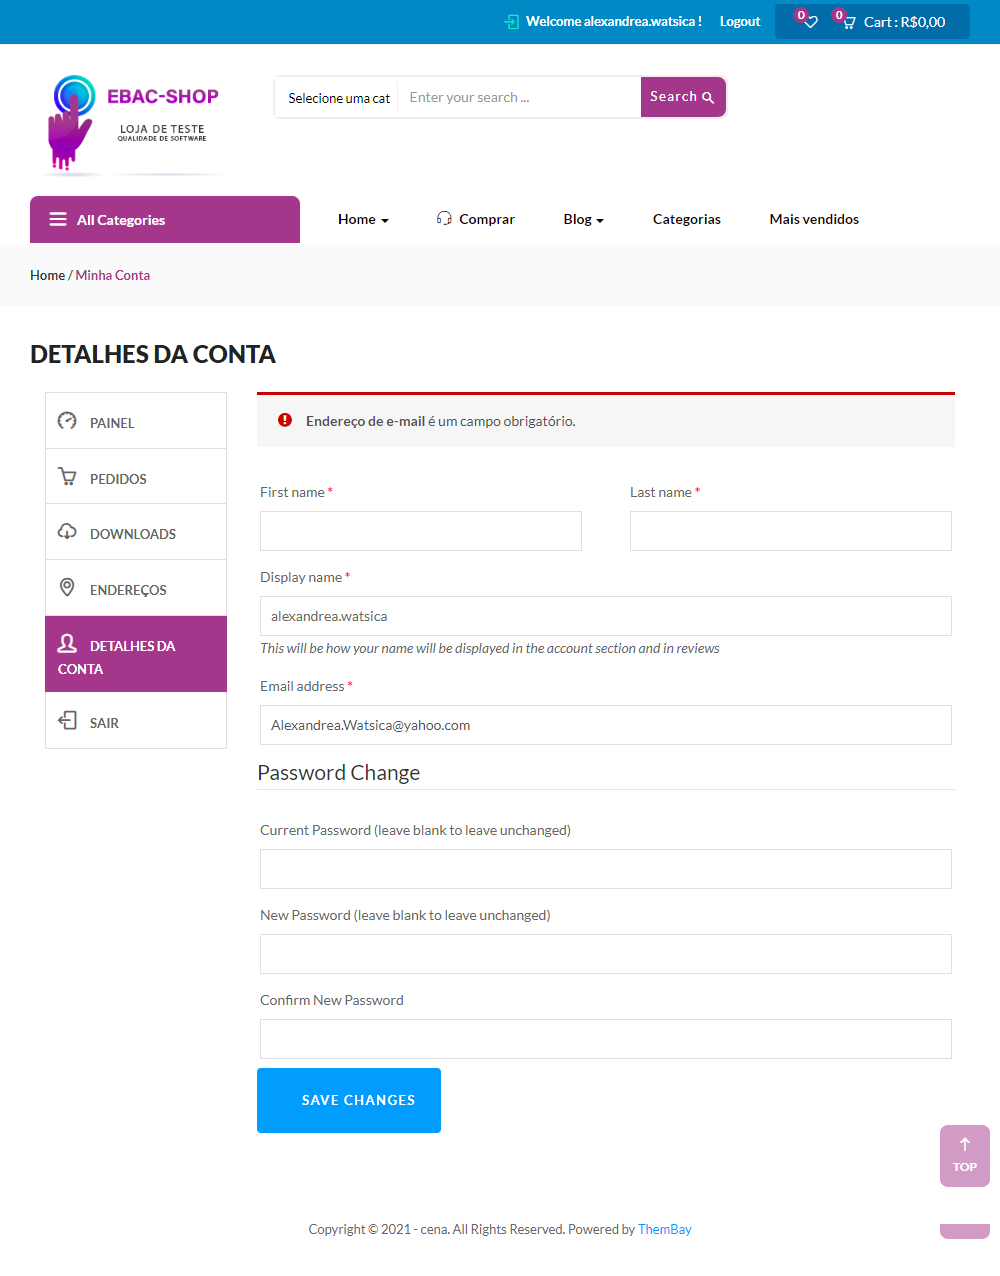 Welcome alexandrea.watsica !
Logout
0
0
Cart : R$0,00
EBAC-SHOP
LOJA DE TESTE
QUALIDADE DE SOFTWARE
Selecione uma cat
Enter your search ...
Search
All Categories
Home
Comprar
Blog
Categorias
Mais vendidos
Home / Minha Conta
DETALHES DA CONTA
PAINEL
PEDIDOS
DOWNLOADS
ENDEREÇOS
DETALHES DA
CONTA
SAIR
Endereço de e-mail é um campo obrigatório.
First name *
Last name *
Display name *
alexandrea.watsica
This will be how your name will be displayed in the account section and in reviews
Email address *
Alexandrea.Watsica@yahoo.com
Password Change
Current Password (leave blank to leave unchanged)
New Password (leave blank to leave unchanged)
Confirm New Password
SAVE CHANGES
TOP
Copyright © 2021 - cena. All Rights Reserved. Powered by ThemBay